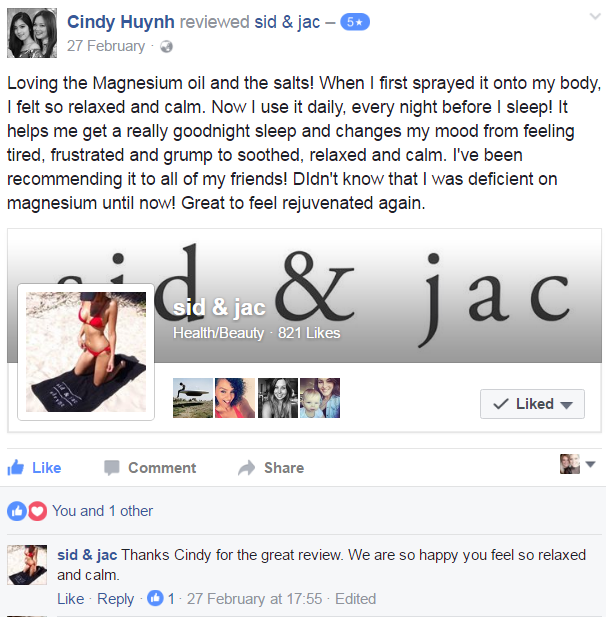 Cindy Huynh reviewed sid & jac – 5★
27 February ·
Loving the Magnesium oil and the salts! When I first sprayed it onto my body,
I felt so relaxed and calm. Now I use it daily, every night before I sleep! It
helps me get a really goodnight sleep and changes my mood from feeling
tired, frustrated and grump to soothed, relaxed and calm. I've been
recommending it to all of my friends! DIdn't know that I was deficient on
magnesium until now! Great to feel rejuvenated again.
sid & jac
sid & jac
Health/Beauty · 821 Likes
sid & jac
Liked
Like Comment Share
You and 1 other
sid & jac Thanks Cindy for the great review. We are so happy you feel so relaxed
and calm.
Like · Reply · 1 · 27 February at 17:55 · Edited